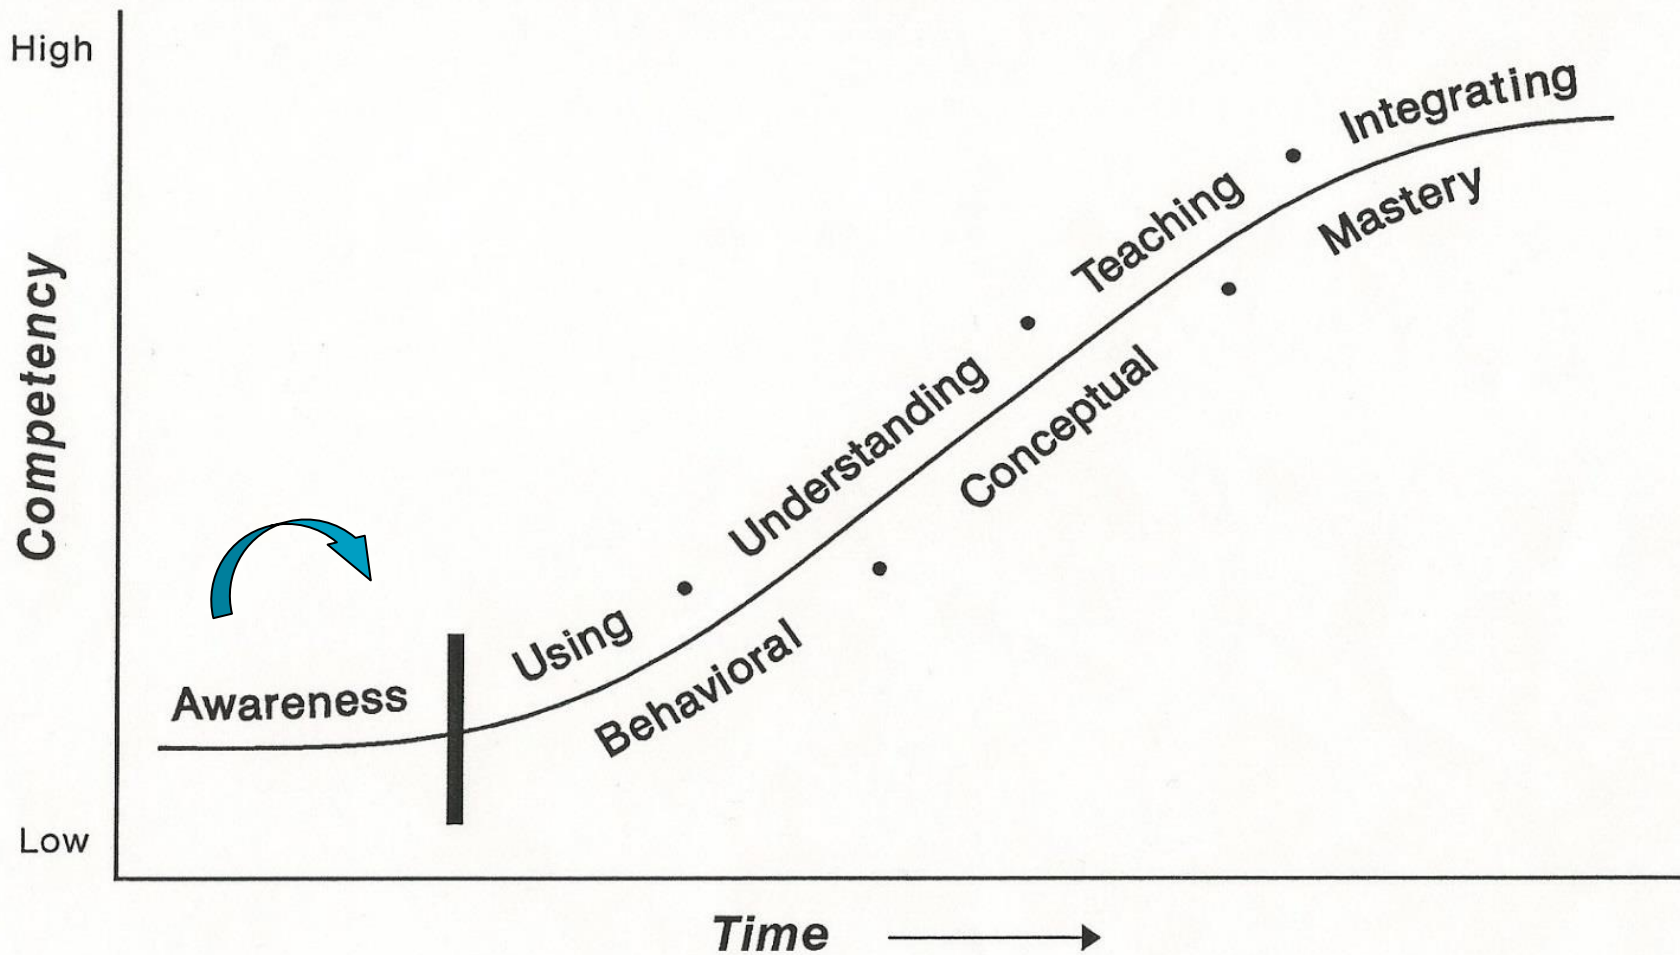 High
Integrating
Teaching
Mastery
Understanding
Conceptual
Competency
Using
Behavioral
Awareness
Low
Time